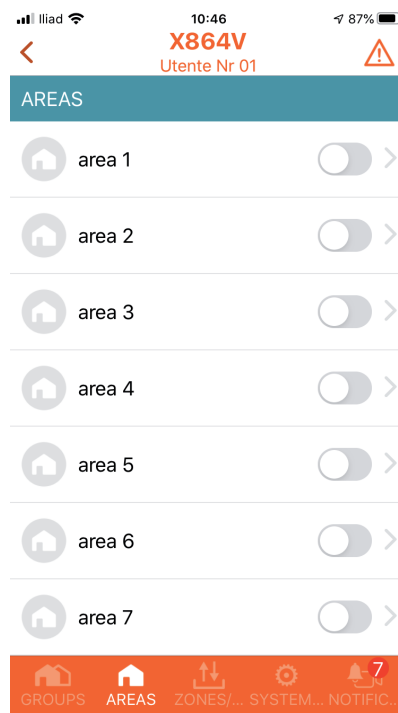 Iliad 10:46 87%
X864V
Utente Nr 01
AREAS
area 1
area 2
area 3
area 4
area 5
area 6
area 7
7
GROUPS AREAS ZONES/... SYSTEM... NOTIFIC...